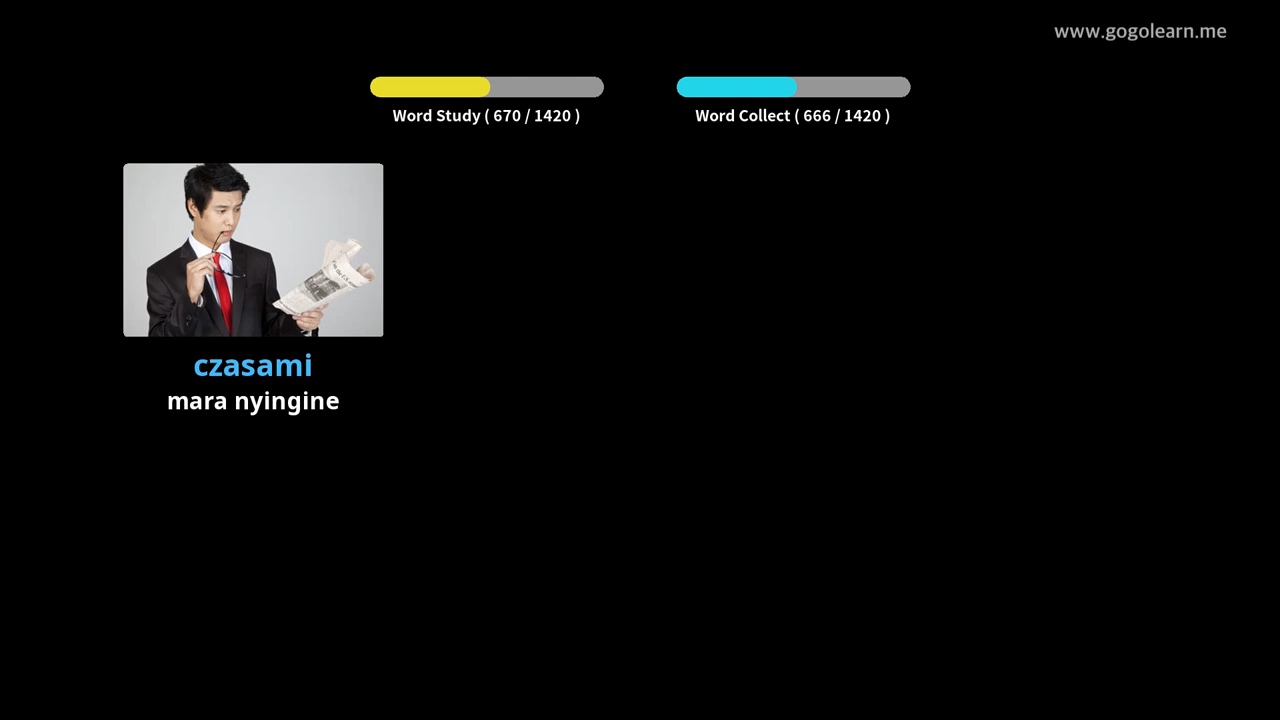 www.gogolearn.me
Word Study ( 670 / 1420 )
Word Collect ( 666 / 1420 )
czasami
mara nyingine